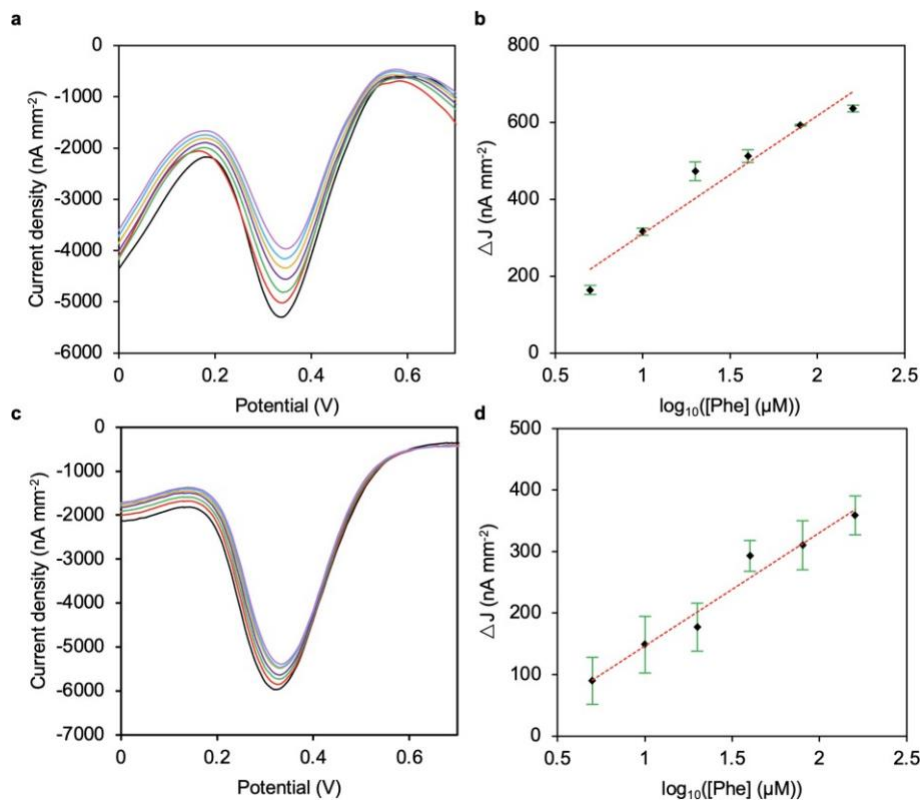 a
0
-1000
-2000
-3000
-4000
-5000
-6000
Current density (nA mm-2)
0 0.2 0.4 0.6
Potential (V)
b
800
600
400
200
0
△J (nA mm-2)
0.5 1 1.5 2 2.5
log10([Phe] (µM))
c
0
-1000
-2000
-3000
-4000
-5000
-6000
-7000
Current density (nA mm-2)
0 0.2 0.4 0.6
Potential (V)
d
500
400
300
200
100
0
△J (nA mm-2)
0.5 1 1.5 2 2.5
log10([Phe] (µM))